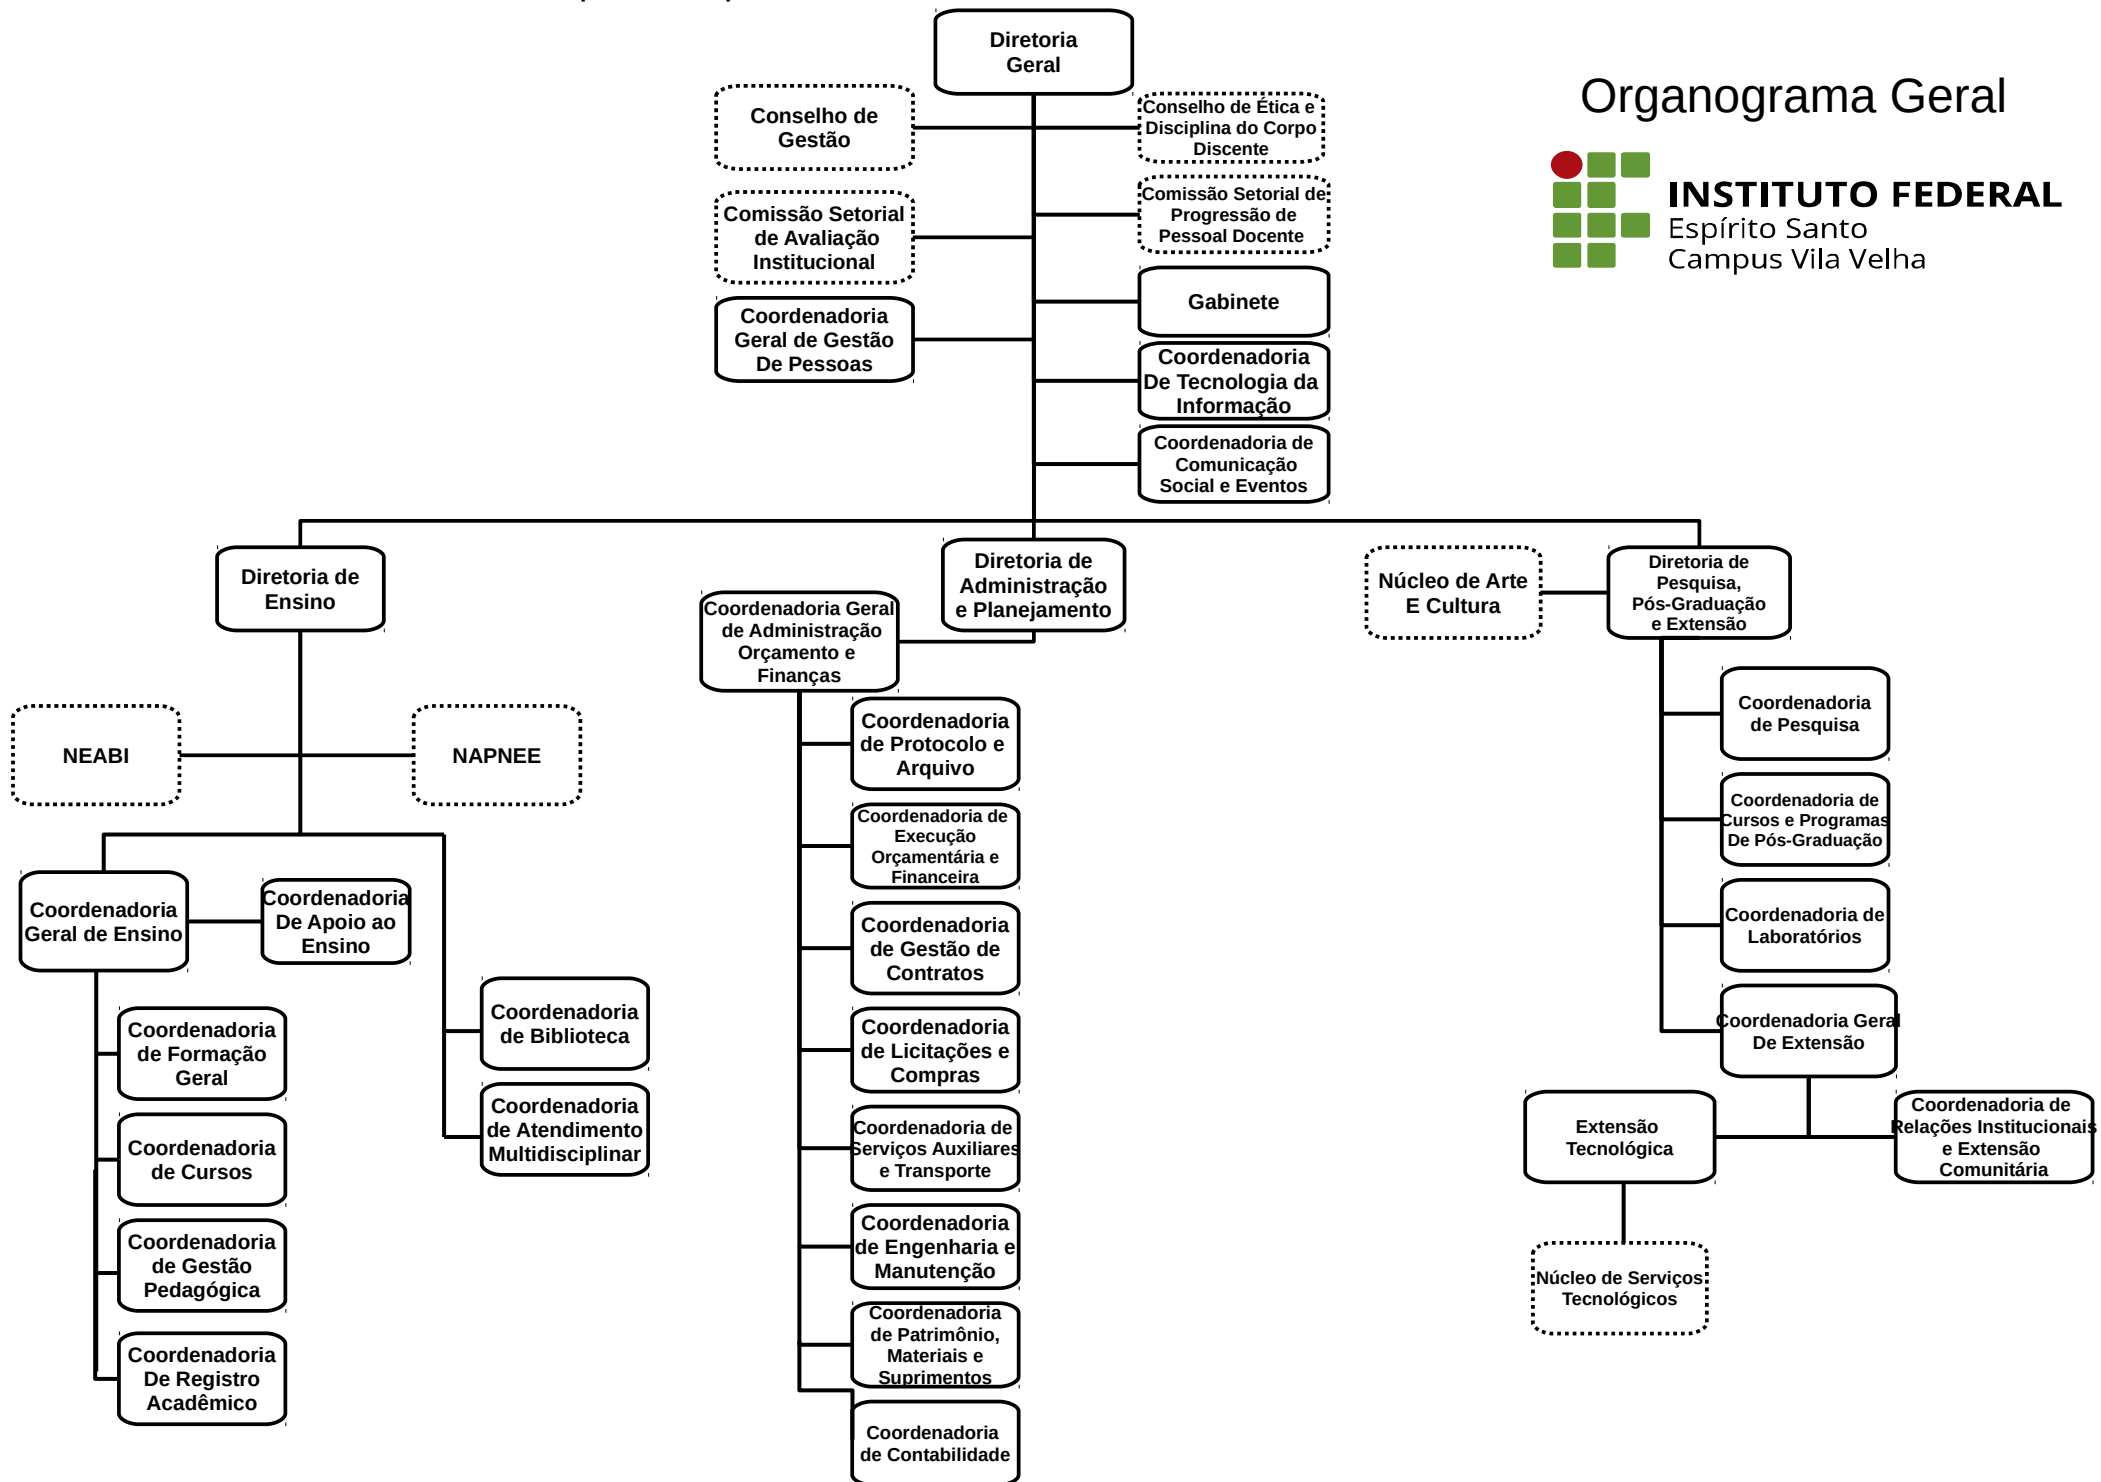 Diretoria
Geral
Organograma Geral
INSTITUTO FEDERAL
Espírito Santo
Campus Vila Velha
Conselho de
Gestão
Conselho de Ética e
Disciplina do Corpo
Discente
Comissão Setorial
de Avaliação
Institucional
Comissão Setorial de
Progressão de
Pessoal Docente
Coordenadoria
Geral de Gestão
De Pessoas
Gabinete
Coordenadoria
De Tecnologia da
Informação
Coordenadoria de
Comunicação
Social e Eventos
Diretoria de
Ensino
Diretoria de
Administração
e Planejamento
Núcleo de Arte
E Cultura
Diretoria de
Pesquisa,
Pós-Graduação
e Extensão
NEABI
NAPNEE
Coordenadoria
Geral de Ensino
Coordenadoria
De Apoio ao
Ensino
Coordenadoria
de Formação
Geral
Coordenadoria
de Cursos
Coordenadoria
de Gestão
Pedagógica
Coordenadoria
De Registro
Acadêmico
Coordenadoria
de Biblioteca
Coordenadoria
de Atendimento
Multidisciplinar
Coordenadoria Geral
de Administração
Orçamento e
Finanças
Coordenadoria
de Protocolo e
Arquivo
Coordenadoria de
Execução
Orçamentária e
Financeira
Coordenadoria
de Gestão de
Contratos
Coordenadoria
de Licitações e
Compras
Coordenadoria de
Serviços Auxiliares
e Transporte
Coordenadoria
de Engenharia e
Manutenção
Coordenadoria
de Patrimônio,
Materiais e
Suprimentos
Coordenadoria
de Contabilidade
Coordenadoria
de Pesquisa
Coordenadoria de
Cursos e Programas
De Pós-Graduação
Coordenadoria de
Laboratórios
Coordenadoria Geral
De Extensão
Extensão
Tecnológica
Coordenadoria de
Relações Institucionais
e Extensão
Comunitária
Núcleo de Serviços
Tecnológicos